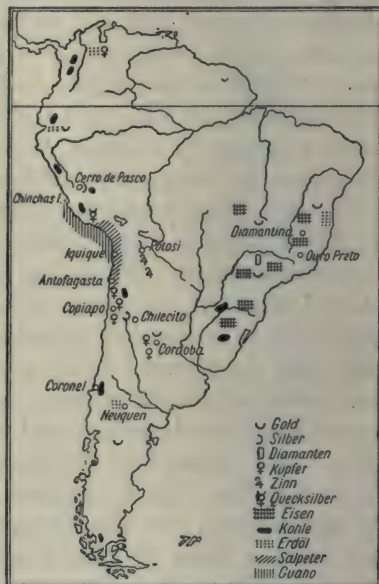 Cerro de Pasco
Chinchas I.
Iquique
Potosi
Diamantina
Ouro Preto
Antofagasta
Copiapo
Chilecito
Cordoba
Coronel
Neuquen
Gold
Silber
Diamanten
Kupfer
Zinn
Quecksilber
Eisen
Kohle
Erdöl
Salpeter
Guano